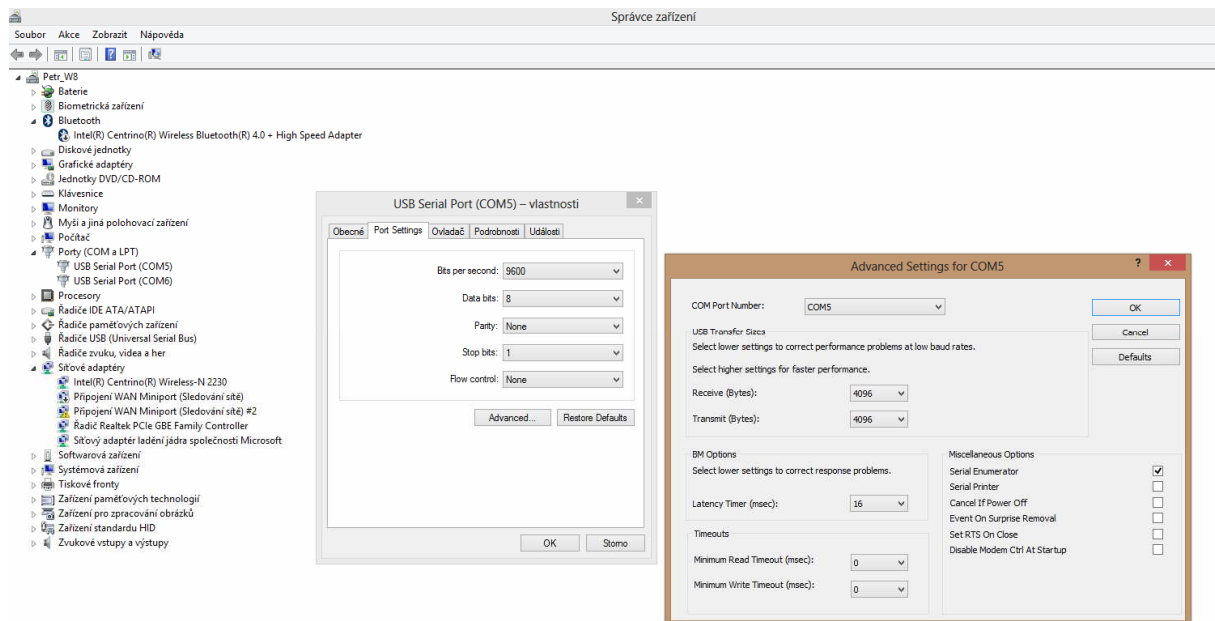 Správce zařízení
Soubor Akce Zobrazit Nápověda
Petr_W8
Baterie
Biometrická zařízení
Bluetooth
Intel(R) Centrino(R) Wireless Bluetooth(R) 4.0 + High Speed Adapter
Diskové jednotky
Grafické adaptéry
Jednotky DVD/CD-ROM
Klávesnice
Monitory
Myši a jiná polohovací zařízení
Počítač
Porty (COM a LPT)
USB Serial Port (COM5)
USB Serial Port (COM6)
Procesory
Řadiče IDE ATA/ATAPI
Řadiče paměťových zařízení
Řadiče USB (Universal Serial Bus)
Řadiče zvuku, videa a her
Síťové adaptéry
Intel(R) Centrino(R) Wireless-N 2230
Připojení WAN Miniport (Sledování sítě)
Připojení WAN Miniport (Sledování sítě) #2
Řadič Realtek PCIe GBE Family Controller
Síťový adaptér ladění jádra společnosti Microsoft
Softwarová zařízení
Systémová zařízení
Tiskové fronty
Zařízení paměťových technologií
Zařízení pro zpracování obrázků
Zařízení standardu HID
Zvukové vstupy a výstupy
USB Serial Port (COM5) – vlastnosti
Obecné Port Settings Ovladač Podrobnosti Události
Bits per second: 9600
Data bits: 8
Parity: None
Stop bits: 1
Flow control: None
Advanced... Restore Defaults
OK Storno
Advanced Settings for COM5 ?
COM Port Number: COM5 OK
USB Transfer Sizes Cancel
Select lower settings to correct performance problems at low baud rates.
Defaults
Select higher settings for faster performance.
Receive (Bytes): 4096
Transmit (Bytes): 4096
BM Options
Select lower settings to correct response problems.
Latency Timer (msec): 16
Timeouts
Minimum Read Timeout (msec): 0
Minimum Write Timeout (msec): 0
Miscellaneous Options
Serial Enumerator
Serial Printer
Cancel If Power Off
Event On Surprise Removal
Set RTS On Close
Disable Modem Ctrl At Startup